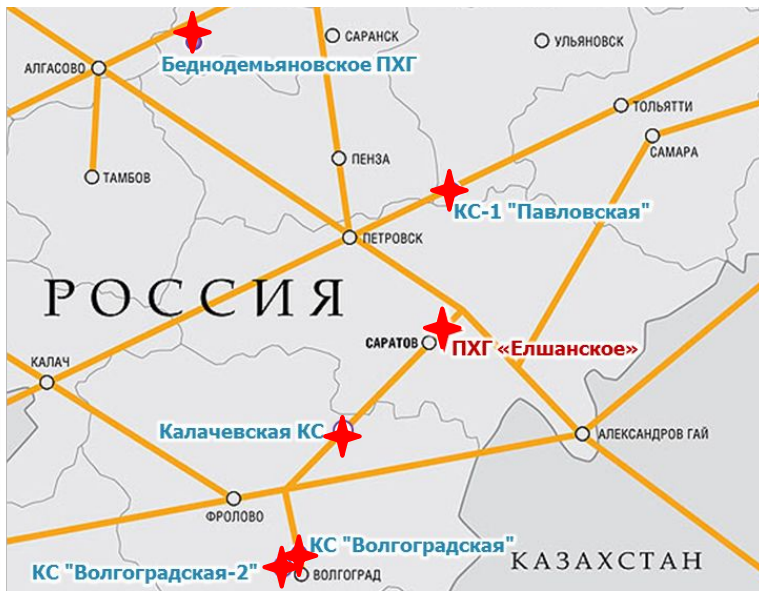 САРАНСК
УЛЬЯНОВСК
Беднодемьяновское ПХГ
АЛГАСОВО
ТОЛЬЯТТИ
САМАРА
ПЕНЗА
ТАМБОВ
КС-1 "Павловская"
ПЕТРОВСК
РОССИЯ
САРАТОВ
ПХГ «Елшанское»
КАЛАЧ
Калачевская КС
АЛЕКСАНДРОВ ГАЙ
ФРОЛОВО
КС "Волгоградская"
КАЗАХСТАН
КС "Волгоградская-2"
ВОЛГОГРАД